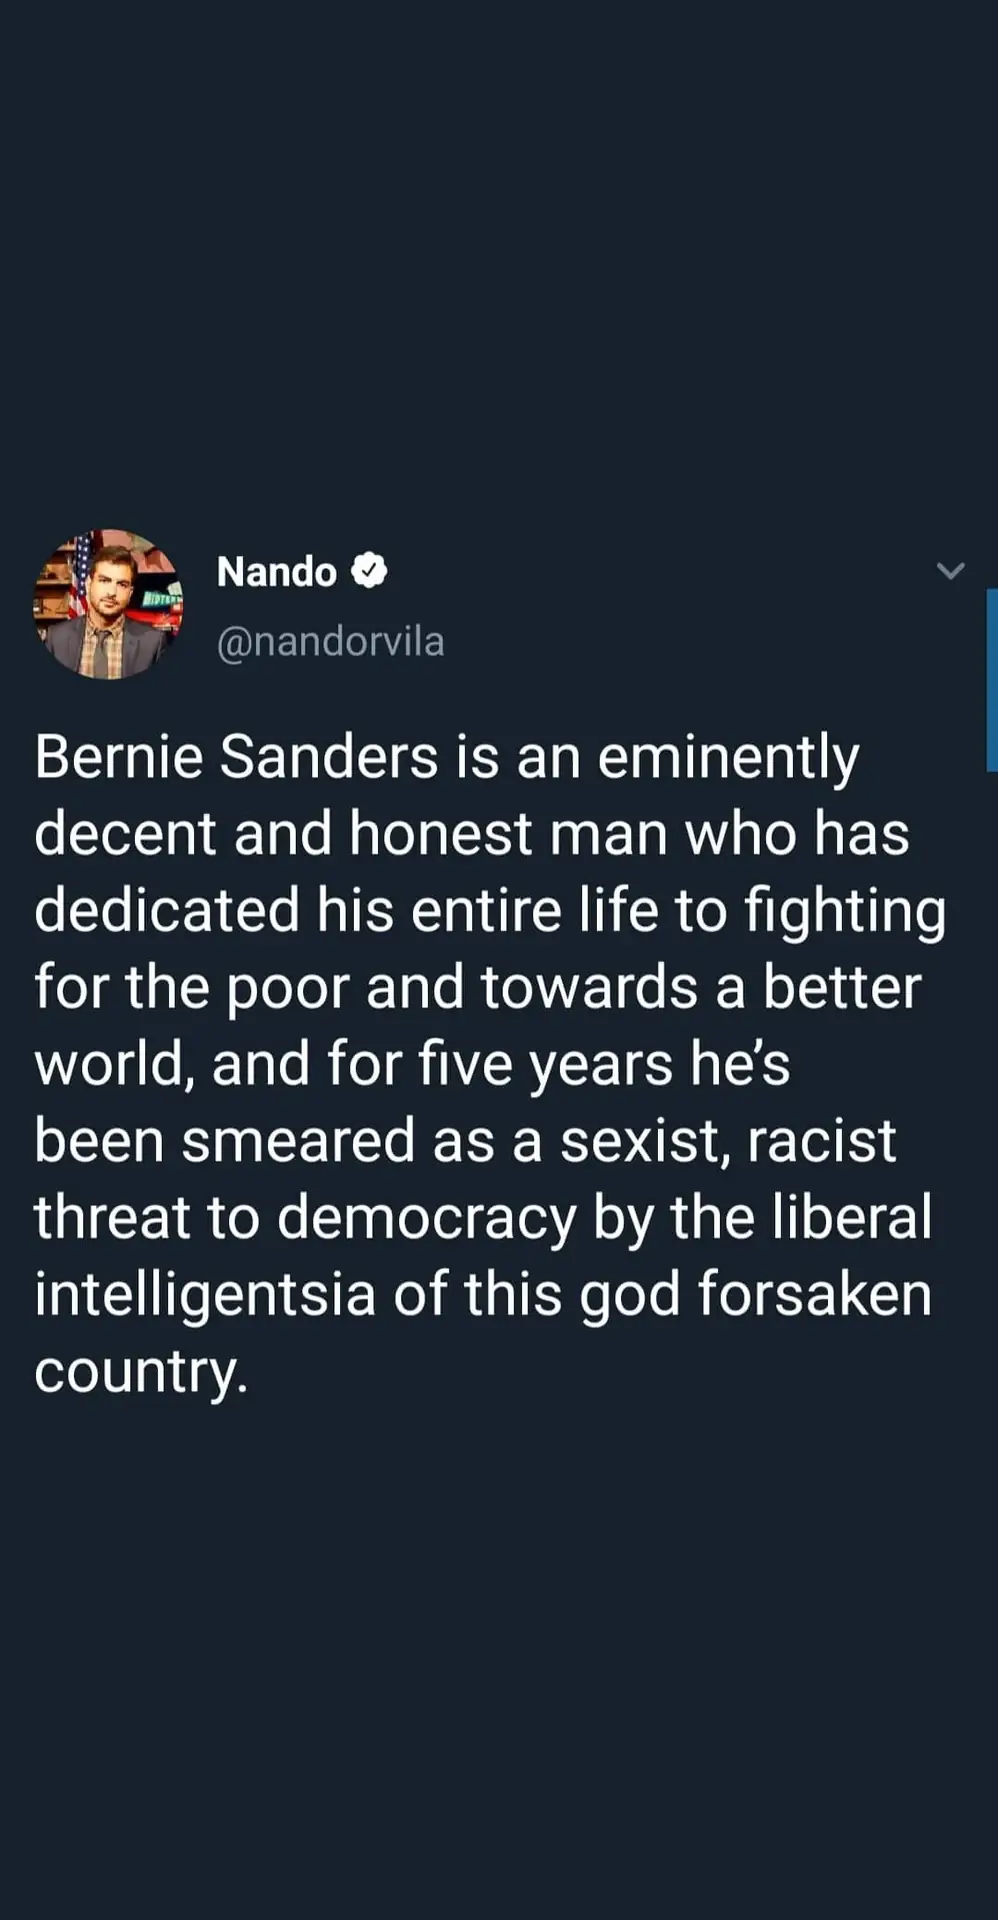 Nando
@nandorvila
Bernie Sanders is an eminently
decent and honest man who has
dedicated his entire life to fighting
for the poor and towards a better
world, and for five years he’s
been smeared as a sexist, racist
threat to democracy by the liberal
intelligentsia of this god forsaken
country.